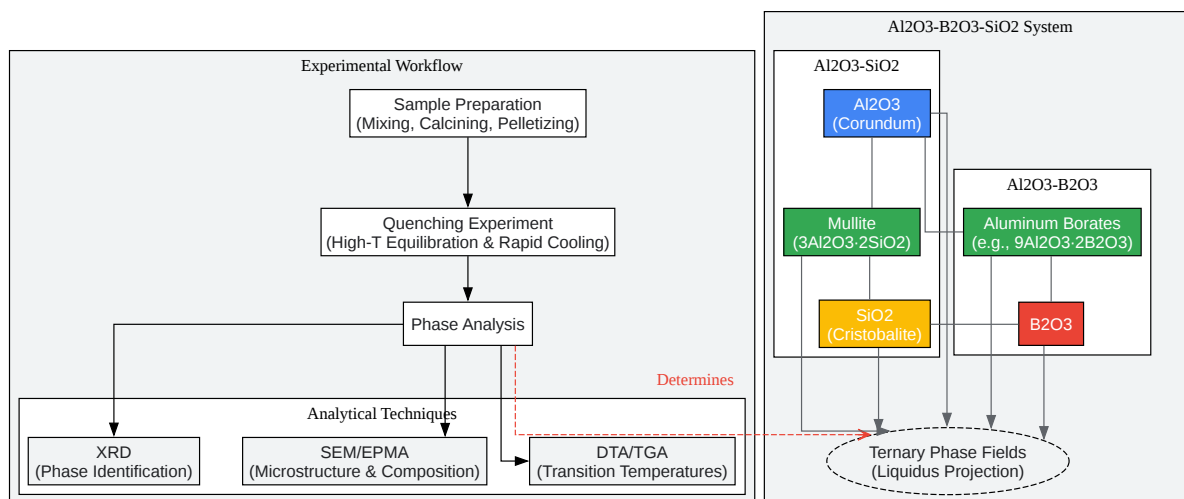 Experimental Workflow
Sample Preparation
(Mixing, Calcining, Pelletizing)
Quenching Experiment
(High-T Equilibration & Rapid Cooling)
Phase Analysis
Determines
Analytical Techniques
XRD
(Phase Identification)
SEM/EPMA
(Microstructure & Composition)
DTA/TGA
(Transition Temperatures)
Al2O3-B2O3-SiO2 System
Al2O3-SiO2
Al2O3
(Corundum)
Mullite
(3Al2O3·2SiO2)
SiO2
(Cristobalite)
Al2O3-B2O3
Aluminum Borates
(e.g., 9Al2O3·2B2O3)
B2O3
Ternary Phase Fields
(Liquidus Projection)